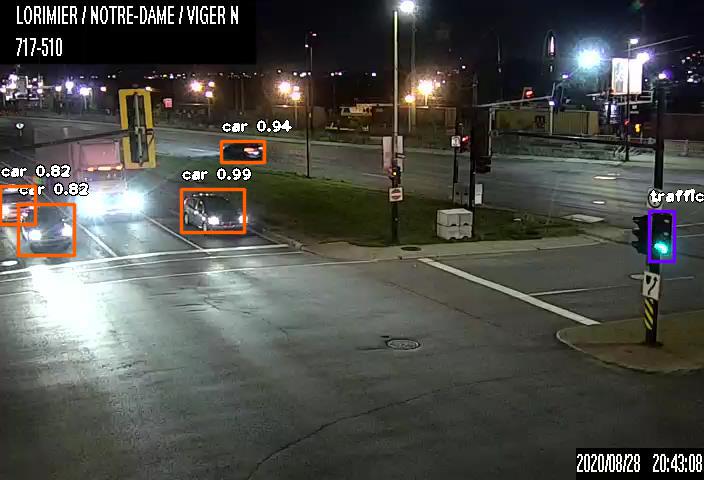 LORIMIER / NOTRE-DAME / VIGER N
717-510
car 0.94
car 0.82
car 0.82
car 0.99
traffic
2020/08/28 20:43:08